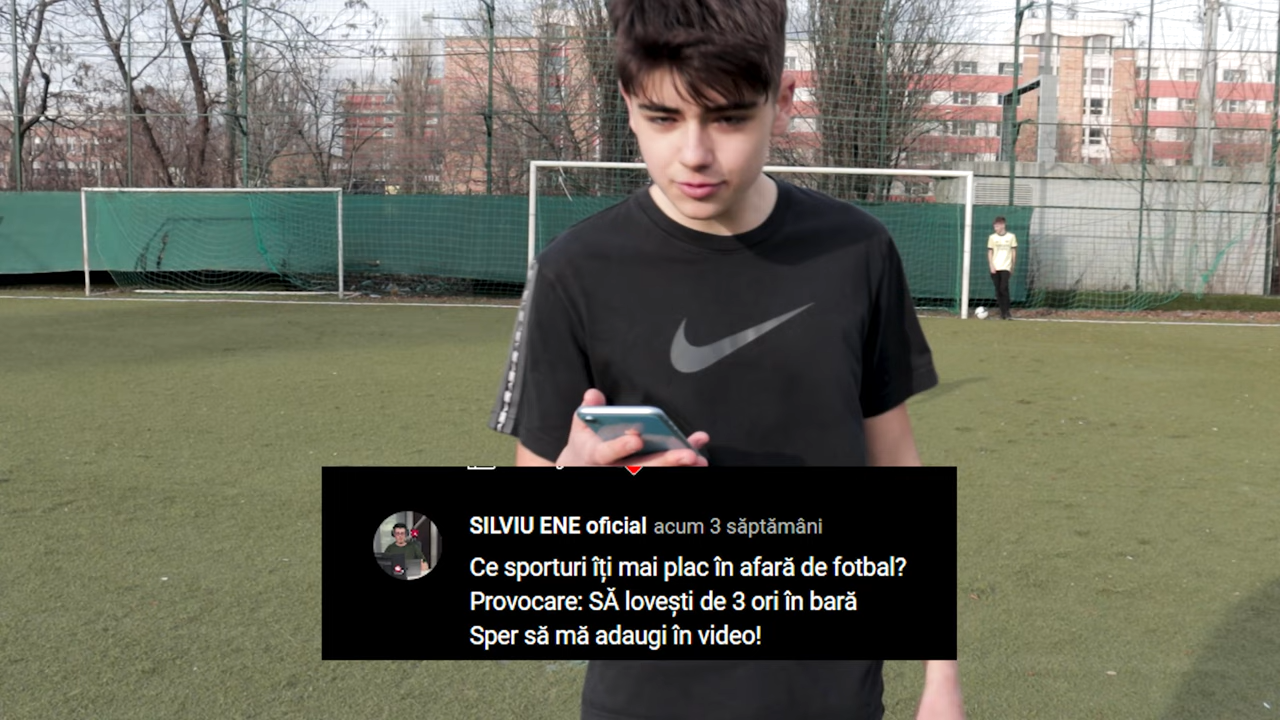 SILVIU ENE oficial acum 3 săptămâni
Ce sporturi îți mai plac în afară de fotbal?
Provocare: SĂ lovești de 3 ori în bară
Sper să mă adaugi în video!